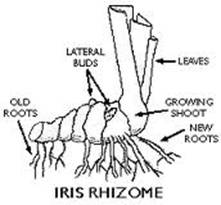 LATERAL
BUDS
LEAVES
OLD
ROOTS
GROWING
SHOOT
NEW
ROOTS
IRIS RHIZOME